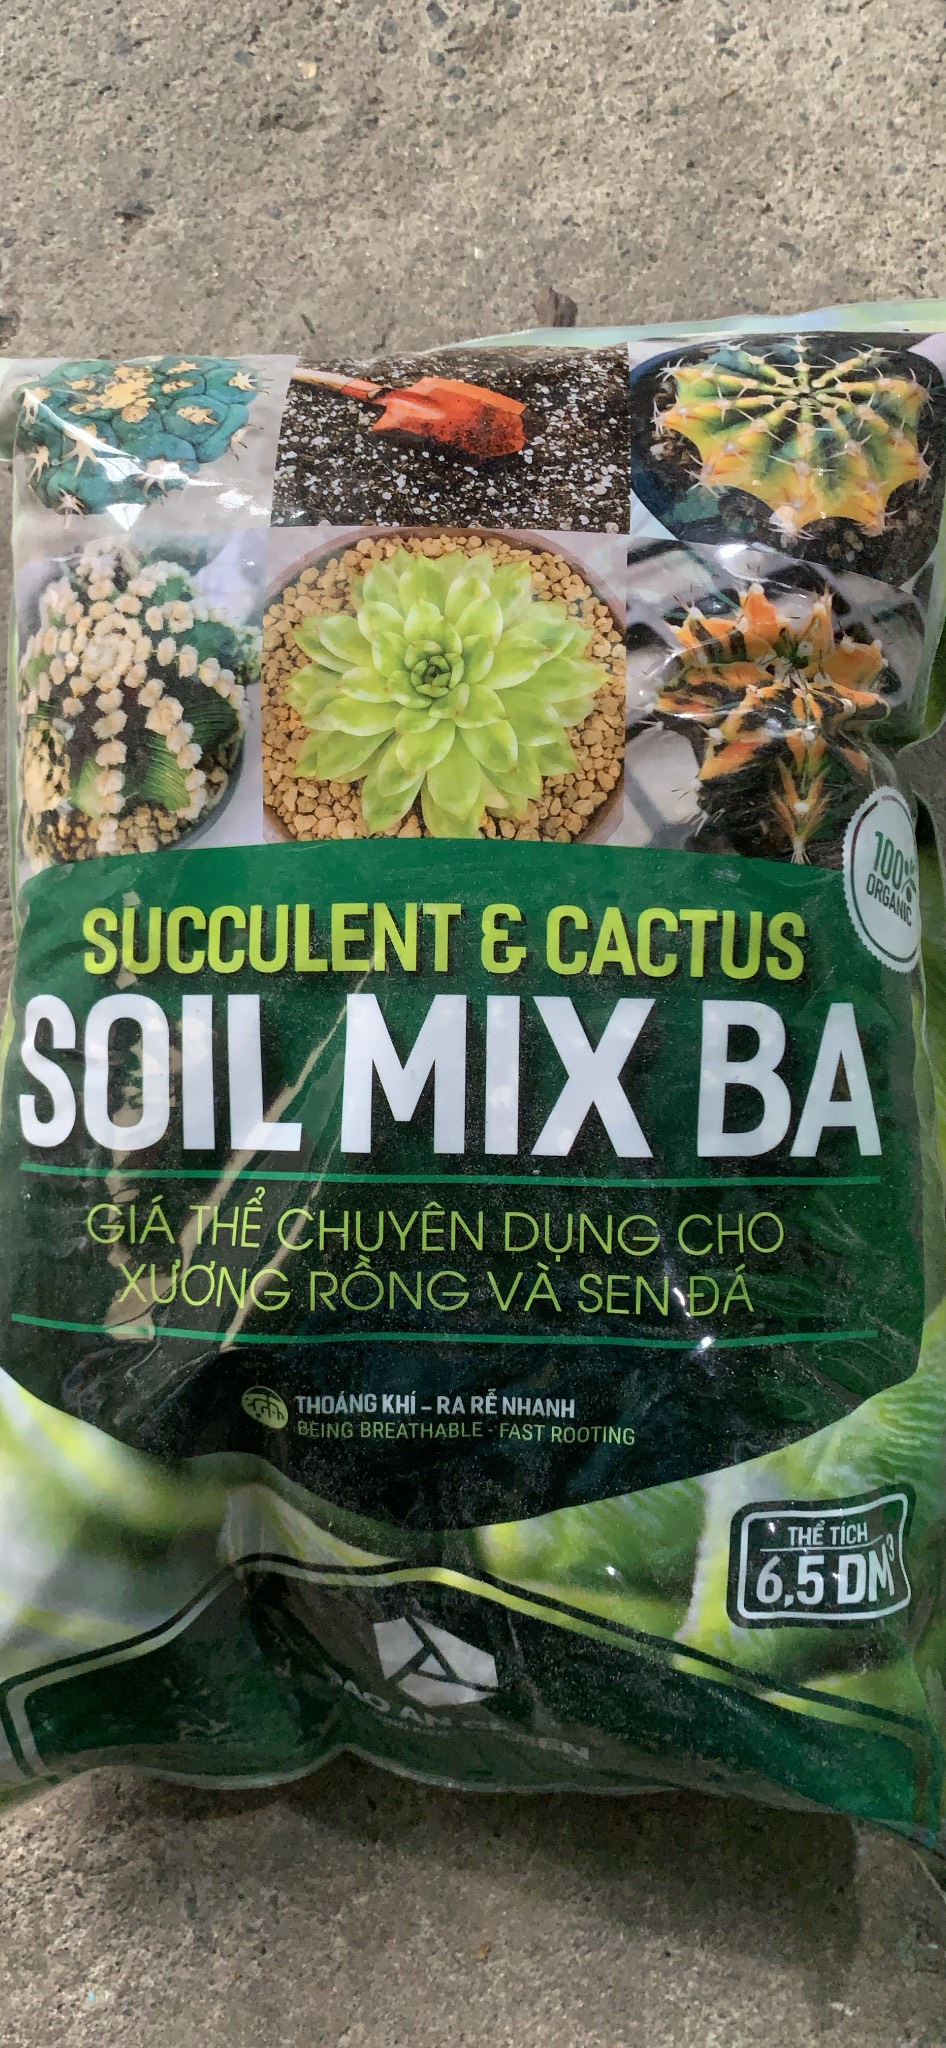 100%
ORGANIC
SUCCULENT & CACTUS
SOIL MIX BA
GIÁ THỂ CHUYÊN DỤNG CHO
XƯƠNG RỒNG VÀ SEN ĐÁ
THOÁNG KHÍ – RA RỄ NHANH
BEING BREATHABLE - FAST ROOTING
THỂ TÍCH
6,5 DM³